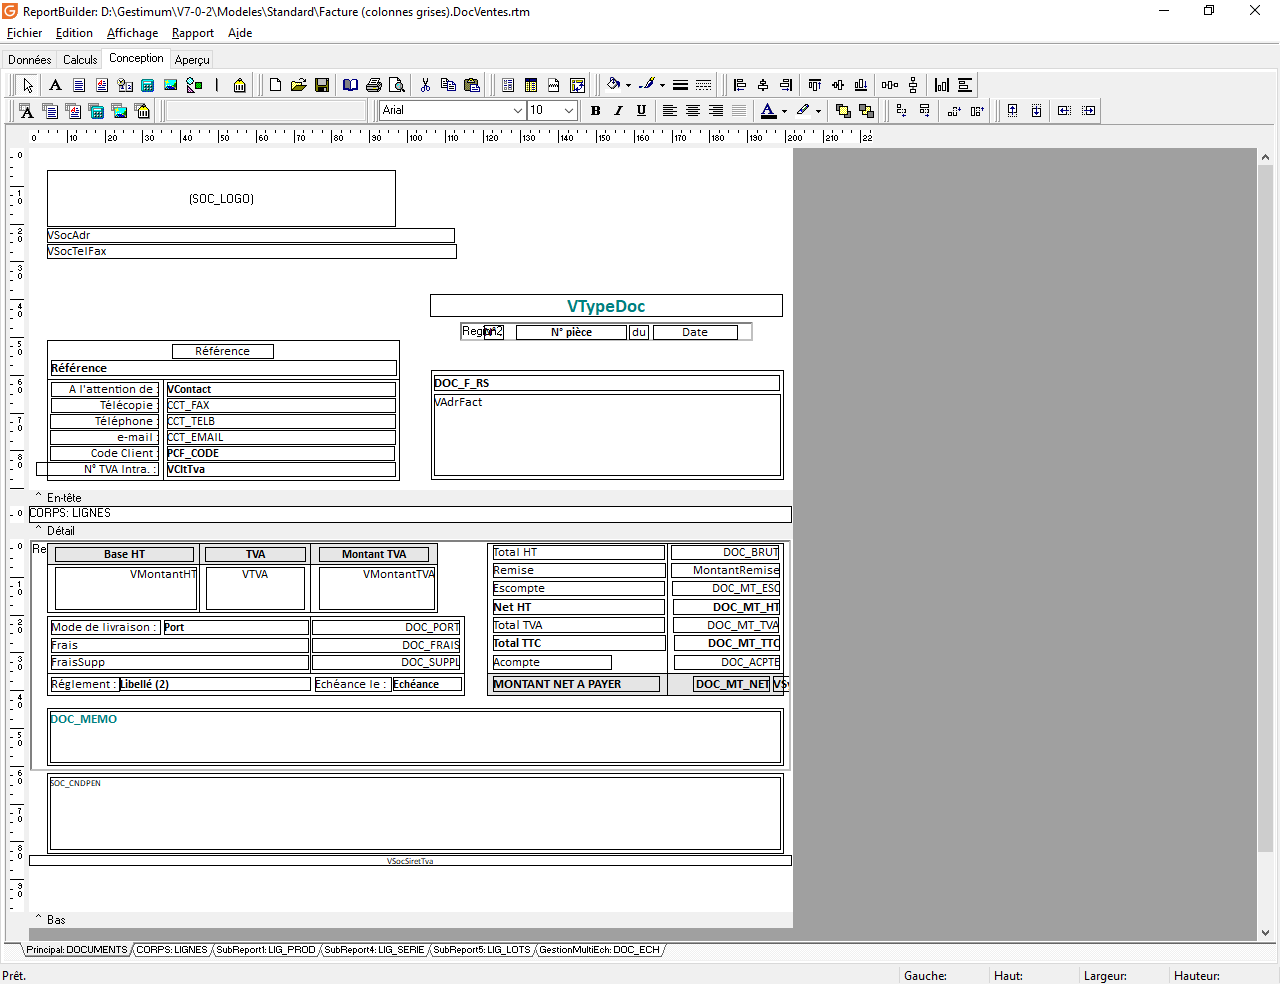 ReportBuilder: D:\Gestimum\V7-0-2\Modeles\Standard\Facture (colonnes grises).DocVentes.rtm
Fichier Edition Affichage Rapport Aide
Données Calculs Conception Aperçu
Arial 10 B I U
0 10 20 30 40 50 60 70 80 90 100 110 120 130 140 150 160 170 180 190 200 210 22
(SOC_LOGO)
VSocAdr
VSocTelFax
VTypeDoc
N° pièce du Date
Référence
Référence
DOC_F_RS
A l'attention de : VContact
VAdrFact
Télécopie : CCT_FAX
Téléphone : CCT_TELB
e-mail : CCT_EMAIL
Code Client : PCF_CODE
N° TVA Intra. : VCltTva
^ En-tête
CORPS: LIGNES
^ Détail
Re Base HT TVA Montant TVA Total HT DOC_BRUT
VMontantHT VTVA VMontantTVA Remise MontantRemise
Escompte DOC_MT_ESC
Net HT DOC_MT_HT
Mode de livraison : Port DOC_PORT Total TVA DOC_MT_TVA
Frais DOC_FRAIS Total TTC DOC_MT_TTC
FraisSupp DOC_SUPPL Acompte DOC_ACPTE
Réglement : Libellé (2) Echéance le : Echéance MONTANT NET A PAYER DOC_MT_NET
DOC_MEMO
SOC_CNDPEN
VSocSiretTva
^ Bas
Principal: DOCUMENTS CORPS: LIGNES SubReport1: LIG_PROD SubReport4: LIG_SERIE SubReport5: LIG_LOTS GestionMultiEch: DOC_ECH
Prêt. Gauche: Haut: Largeur: Hauteur: